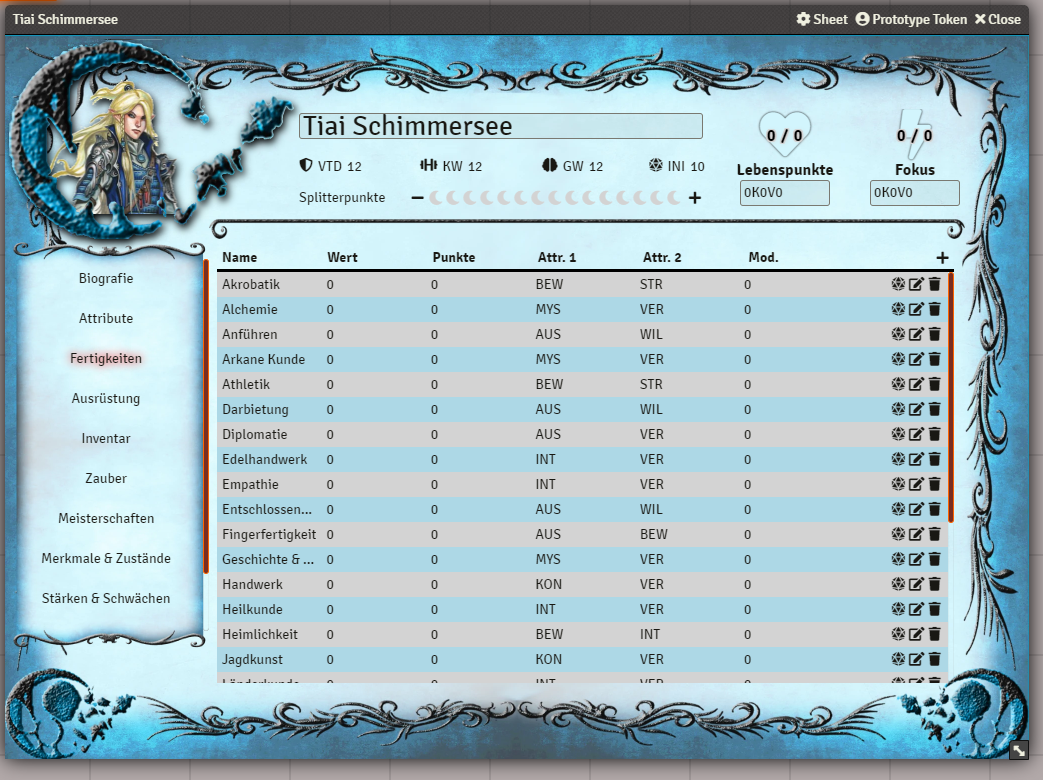 Tiai Schimmersee Sheet Prototype Token Close
Tiai Schimmersee
0 / 0 0 / 0
VTD 12 KW 12 GW 12 INI 10 Lebenspunkte Fokus
Splitterpunkte 0K0V0 0K0V0
Biografie
Attribute
Fertigkeiten
Ausrüstung
Inventar
Zauber
Meisterschaften
Merkmale & Zustände
Stärken & Schwächen
Name Wert Punkte Attr. 1 Attr. 2 Mod.
Akrobatik 0 0 BEW STR 0
Alchemie 0 0 MYS VER 0
Anführen 0 0 AUS WIL 0
Arkane Kunde 0 0 MYS VER 0
Athletik 0 0 BEW STR 0
Darbietung 0 0 AUS WIL 0
Diplomatie 0 0 AUS VER 0
Edelhandwerk 0 0 INT VER 0
Empathie 0 0 INT VER 0
Entschlossen... 0 0 AUS WIL 0
Fingerfertigkeit 0 0 AUS BEW 0
Geschichte & ... 0 0 MYS VER 0
Handwerk 0 0 KON VER 0
Heilkunde 0 0 INT VER 0
Heimlichkeit 0 0 BEW INT 0
Jagdkunst 0 0 KON VER 0
Länderkunde 0 0 INT VER 0